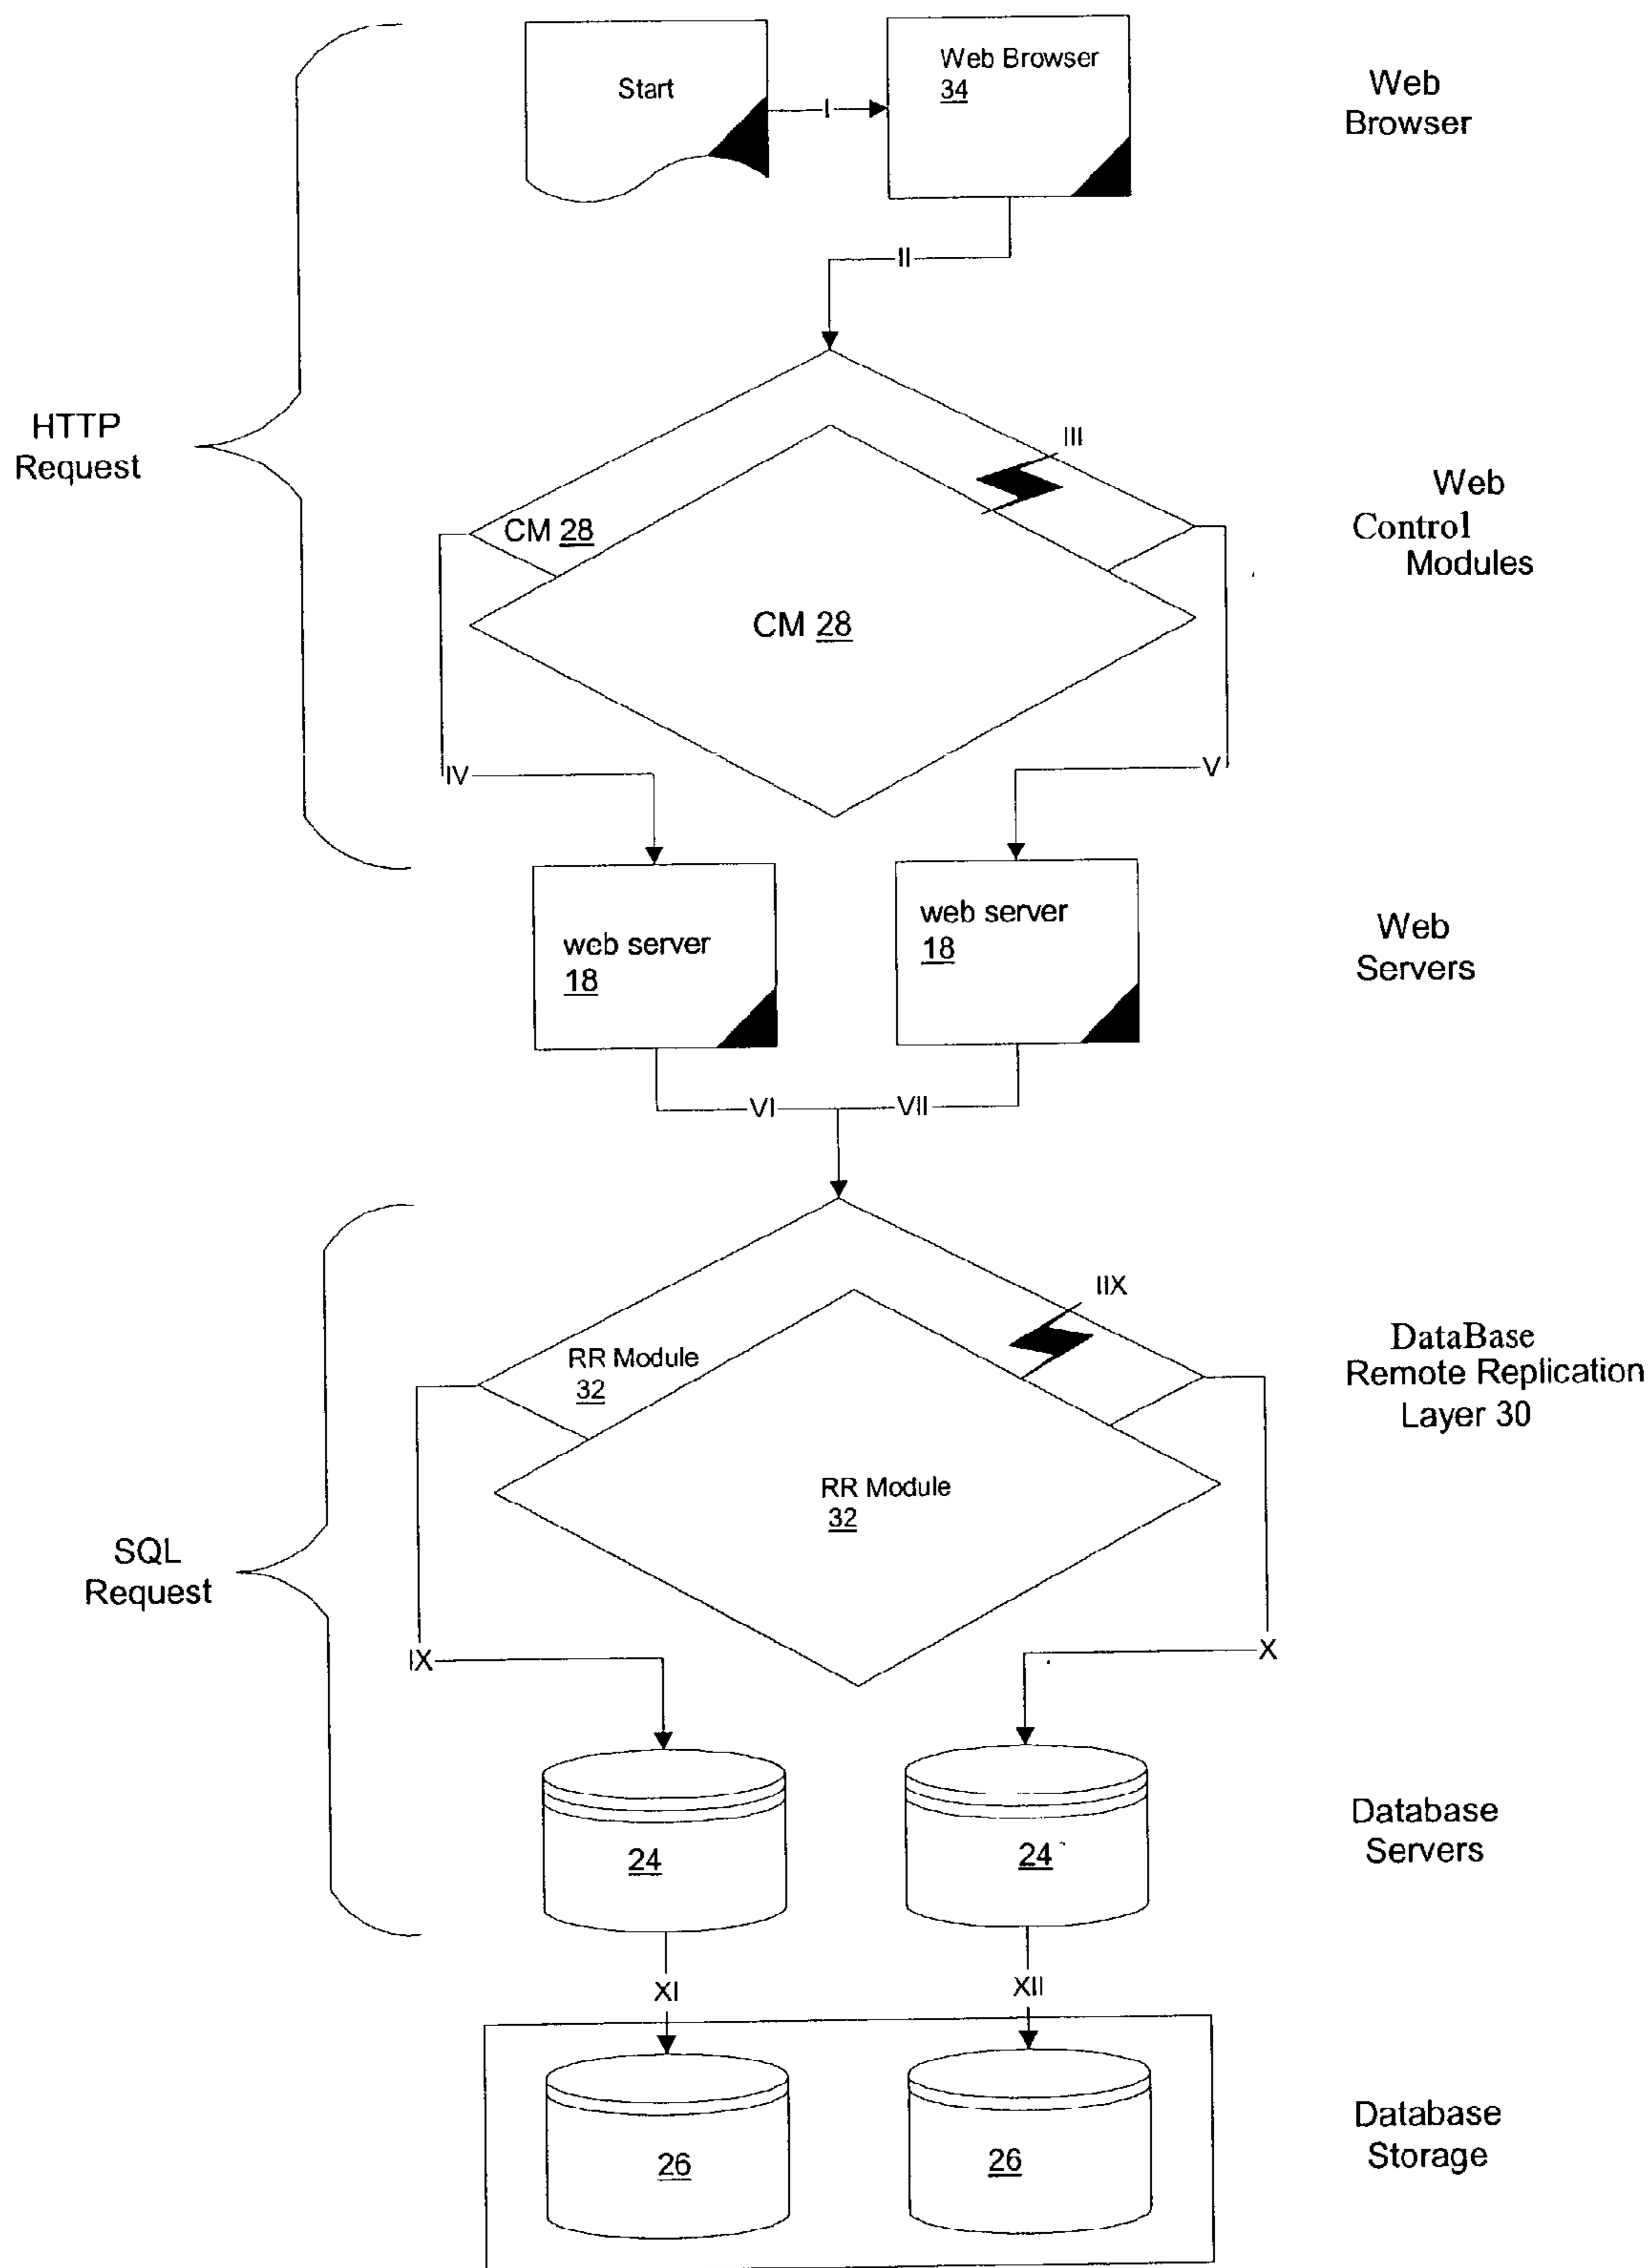 Start
Web Browser
34
Web
Browser
I
II
HTTP
Request
III
CM 28
CM 28
Web
Control
Modules
IV
V
web server
18
web server
18
Web
Servers
VI
VII
SQL
Request
IIX
RR Module
32
RR Module
32
DataBase
Remote Replication
Layer 30
IX
X
24
24
Database
Servers
XI
XII
26
26
Database
Storage